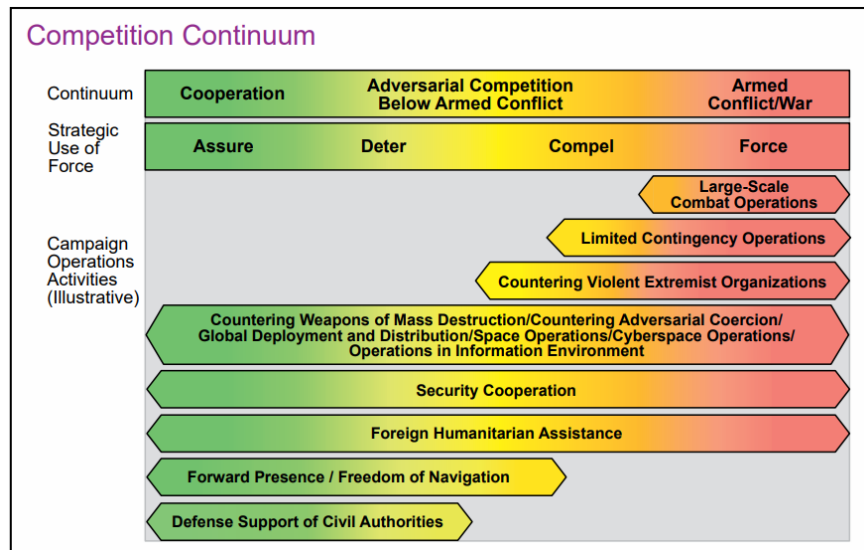 Competition Continuum
Continuum
Cooperation
Adversarial Competition
Below Armed Conflict
Armed
Conflict/War
Strategic
Use of
Force
Assure
Deter
Compel
Force
Campaign
Operations
Activities
(Illustrative)
Large-Scale
Combat Operations
Limited Contingency Operations
Countering Violent Extremist Organizations
Countering Weapons of Mass Destruction/Countering Adversarial Coercion/
Global Deployment and Distribution/Space Operations/Cyberspace Operations/
Operations in Information Environment
Security Cooperation
Foreign Humanitarian Assistance
Forward Presence / Freedom of Navigation
Defense Support of Civil Authorities